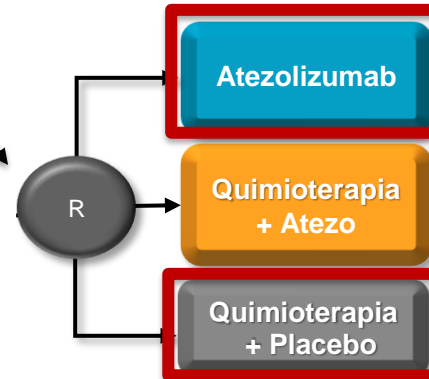 Atezolizumab
R
Quimioterapia
+ Atezo
Quimioterapia
+ Placebo